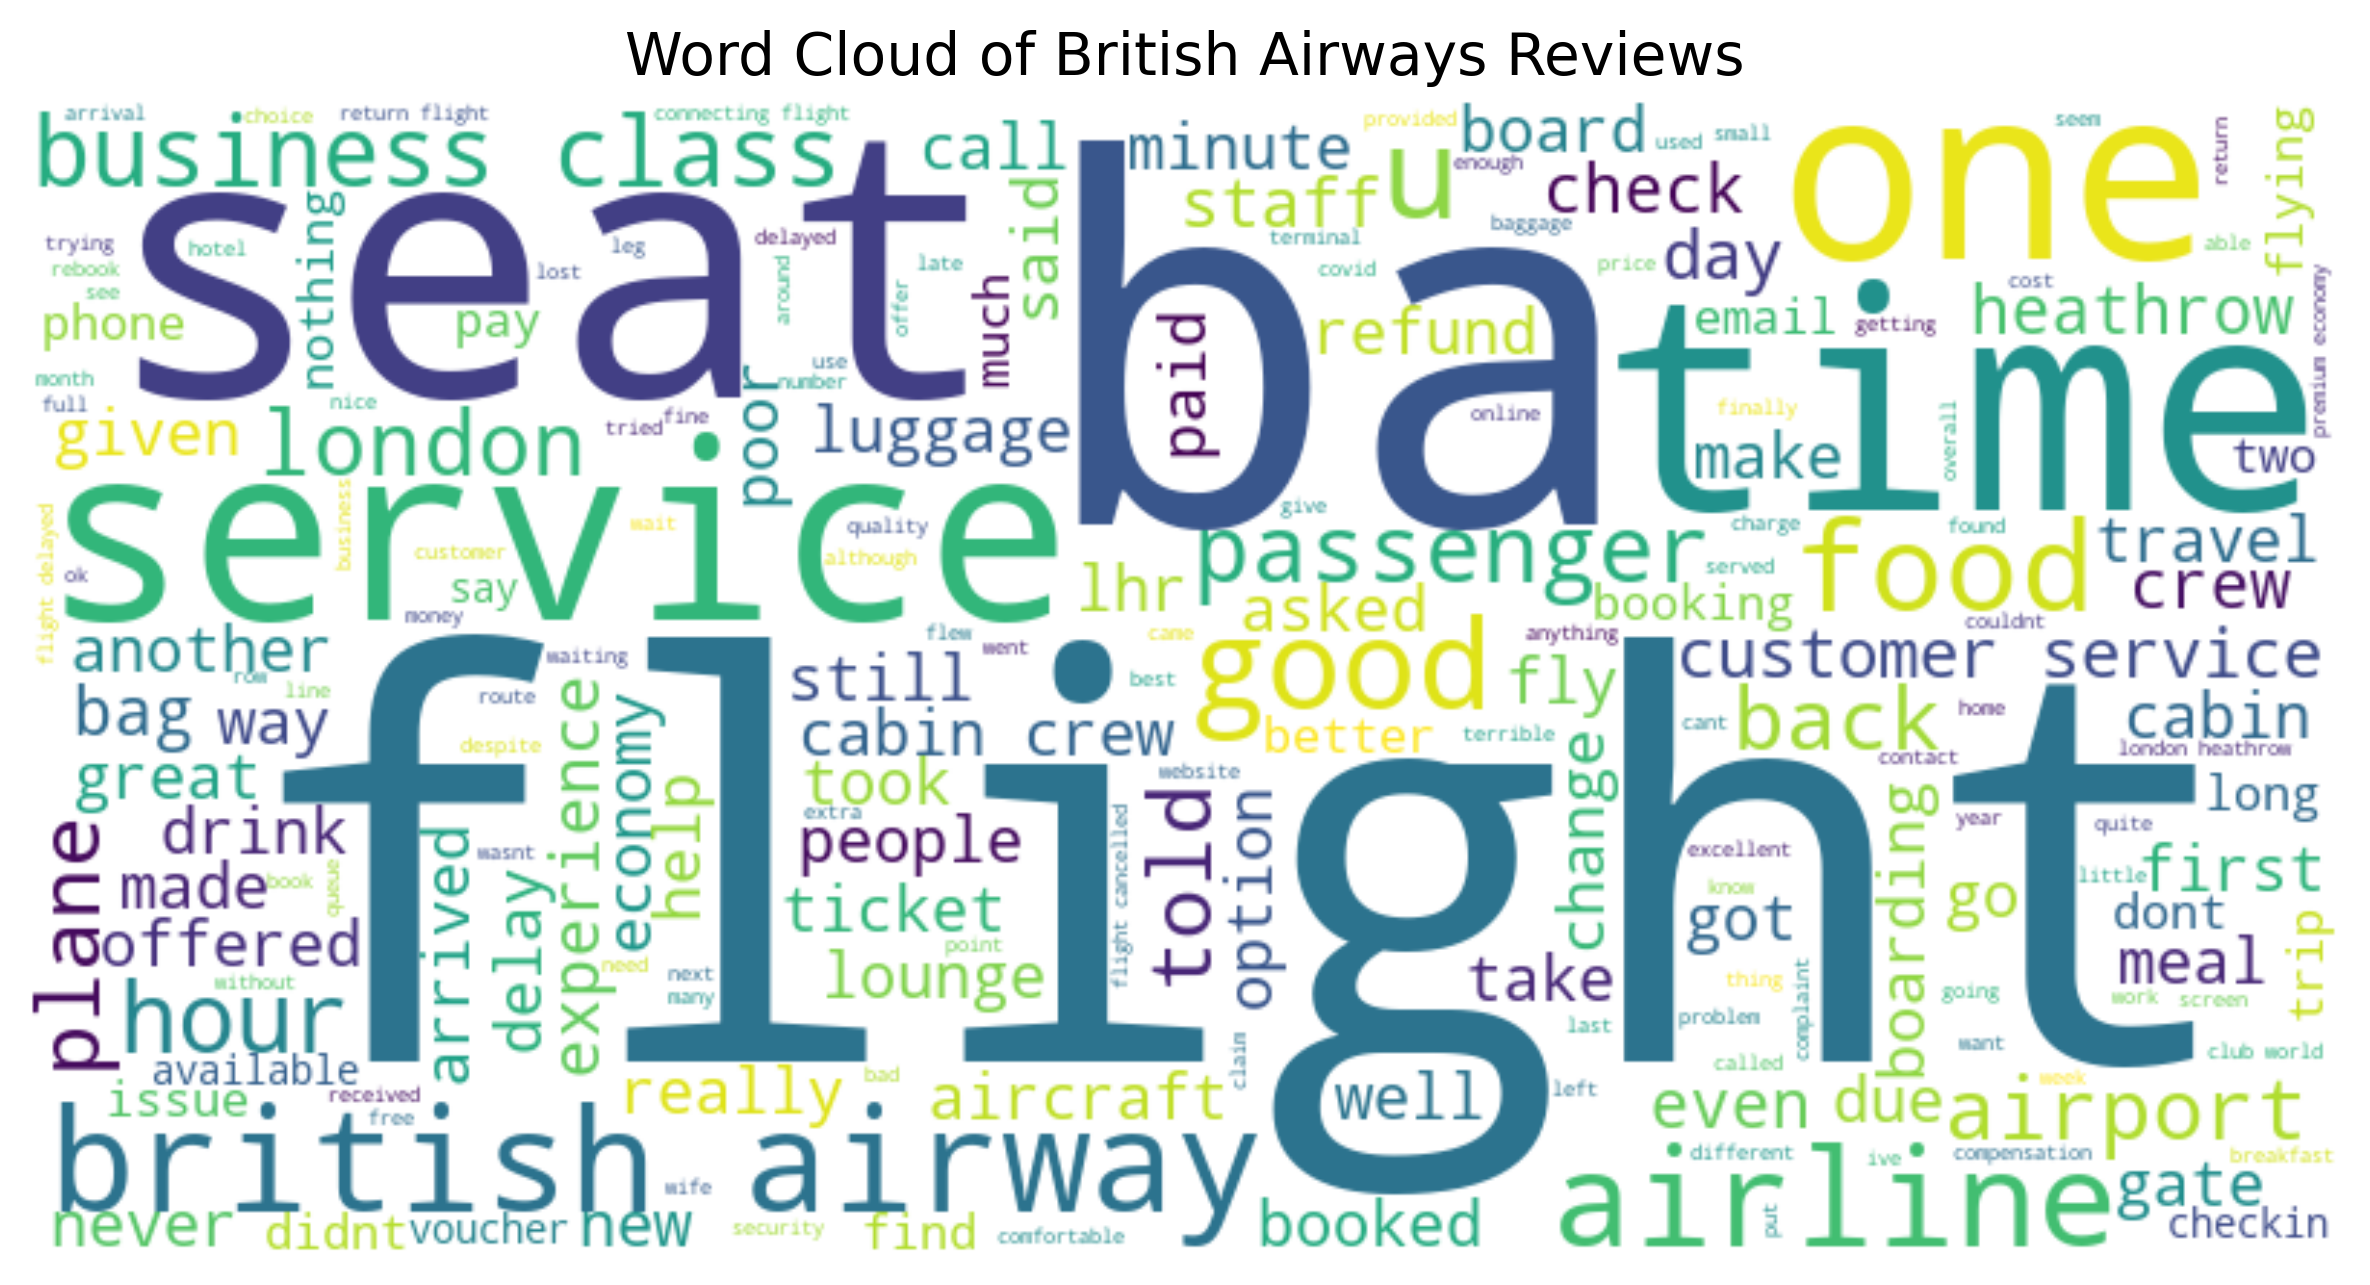 Word Cloud of British Airways Reviews
arrival
choice
return flight
connecting flight
business class
call
minute
provided
board
used
small
one
seem
return
flying
seat
ba
u
enough
staff
check
said
nothing
trying
hotel
leg
delayed
baggage
terminal
day
able
rebook
lost
late
covid
price
see
around
offer
much
cost
premium economy
phone
pay
paid
refund
email
getting
heathrow
time
month
use
number
full
nice
tried
fine
poor
luggage
online
finally
overall
given
london
make
two
service
flight delayed
business
wait
quality
give
charge
found
travel
customer
although
passenger
food
ok
say
lhr
served
crew
money
asked
booking
couldnt
another
flew
went
came
good
anything
customer service
row
waiting
line
still
best
fly
bag
way
route
cabin crew
better
terrible
cant
back
home
cabin
despite
experience
economy
contact
london heathrow
flight
great
help
took
website
change
long
extra
told
option
boarding
year
quite
drink
plane
people
flight cancelled
excellent
arrived
wasnt
know
little
first
made
book
queue
delay
ticket
got
go
dont
offered
point
need
lounge
take
meal
trip
without
next
many
thing
going
work
screen
hour
last
problem
complaint
want
club world
available
claim
called
issue
received
really
bad
aircraft
well
left
week
free
even
due
airport
british airway
different
ive
compensation
breakfast
wife
airline
gate
never
didnt
voucher
new
security
find
comfortable
booked
put
checkin